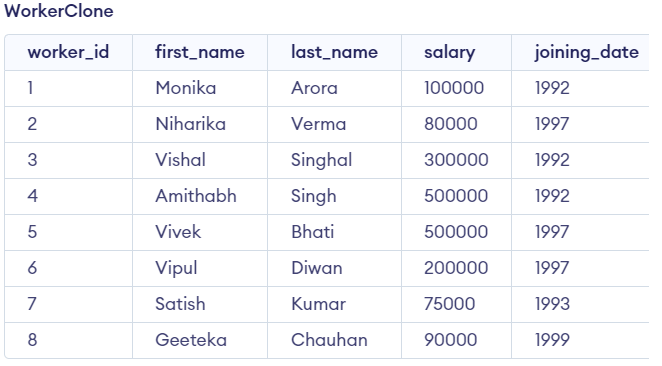 WorkerClone
worker_id first_name last_name salary joining_date
1 Monika Arora 100000 1992
2 Niharika Verma 80000 1997
3 Vishal Singhal 300000 1992
4 Amithabh Singh 500000 1992
5 Vivek Bhati 500000 1997
6 Vipul Diwan 200000 1997
7 Satish Kumar 75000 1993
8 Geeteka Chauhan 90000 1999